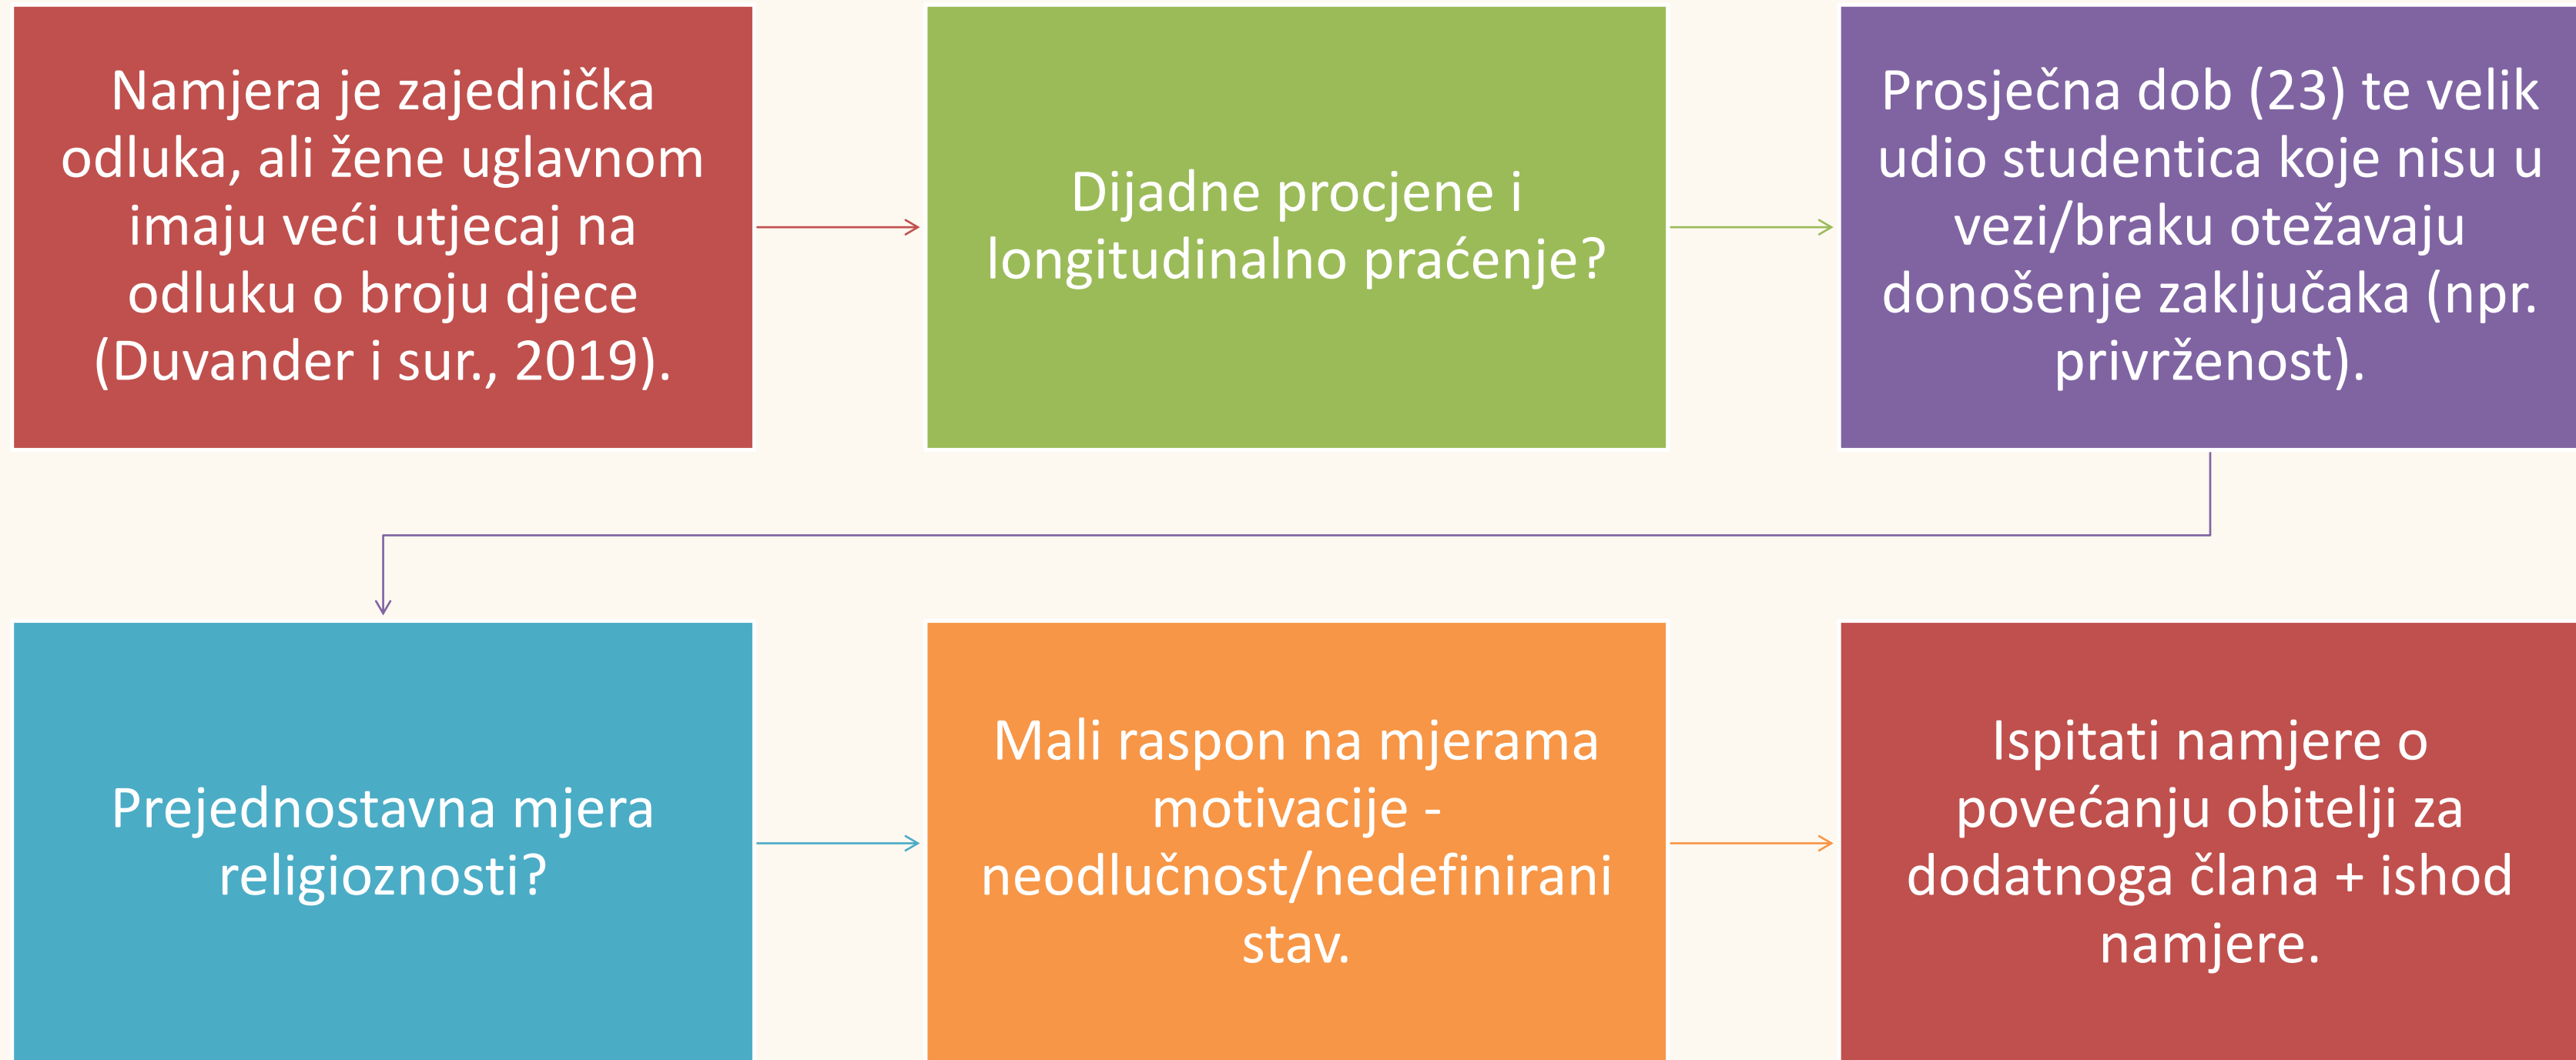 Namjera je zajednička
odluka, ali žene uglavnom
imaju veći utjecaj na
odluku o broju djece
(Duvander i sur., 2019).
Dijadne procjene i
longitudinalno praćenje?
Prosječna dob (23) te velik
udio studentica koje nisu u
vezi/braku otežavaju
donošenje zaključaka (npr.
privrženost).
Prejednostavna mjera
religioznosti?
Mali raspon na mjerama
motivacije -
neodlučnost/nedefinirani
stav.
Ispitati namjere o
povećanju obitelji za
dodatnoga člana + ishod
namjere.